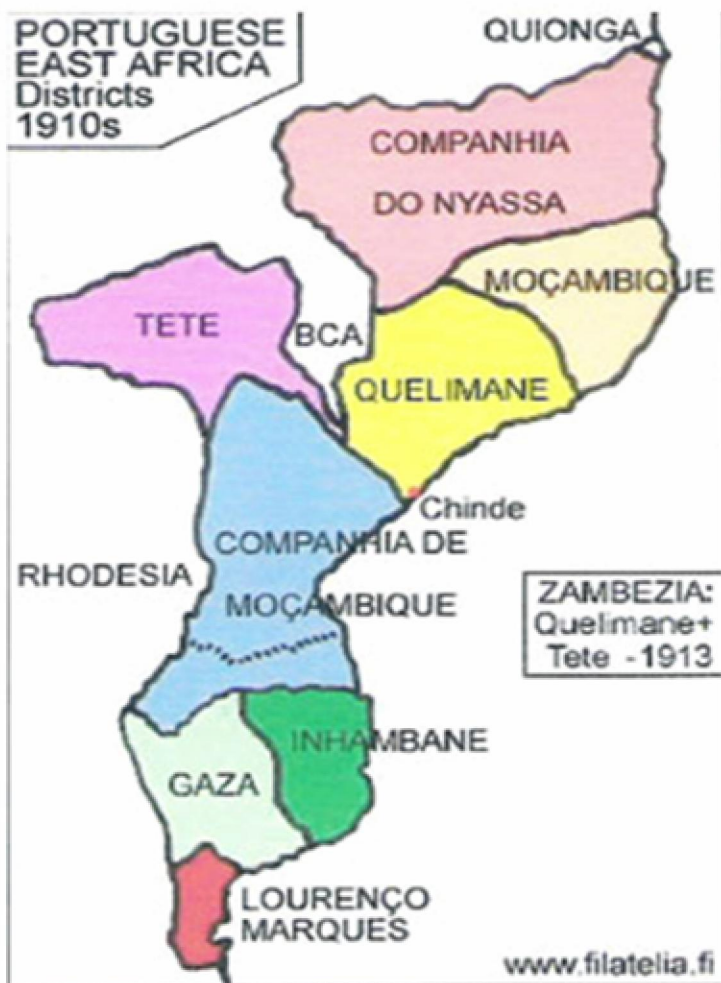 PORTUGUESE
EAST AFRICA
Districts
1910s
QUIONGA
COMPANHIA
DO NYASSA
MOÇAMBIQUE
TETE
BCA
QUELIMANE
Chinde
COMPANHIA DE
RHODESIA
MOÇAMBIQUE
ZAMBEZIA:
Quelimane+
Tete -1913
INHAMBANE
GAZA
LOURENÇO
MARQUES
www.filatelia.fi